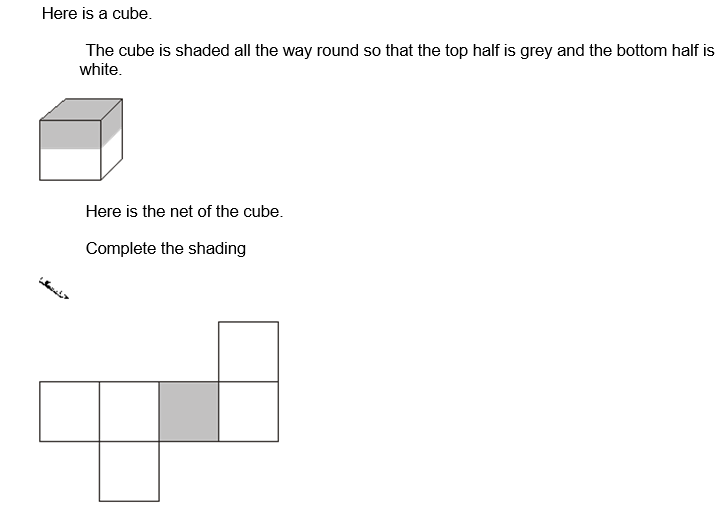 Here is a cube.
The cube is shaded all the way round so that the top half is grey and the bottom half is
white.
Here is the net of the cube.
Complete the shading